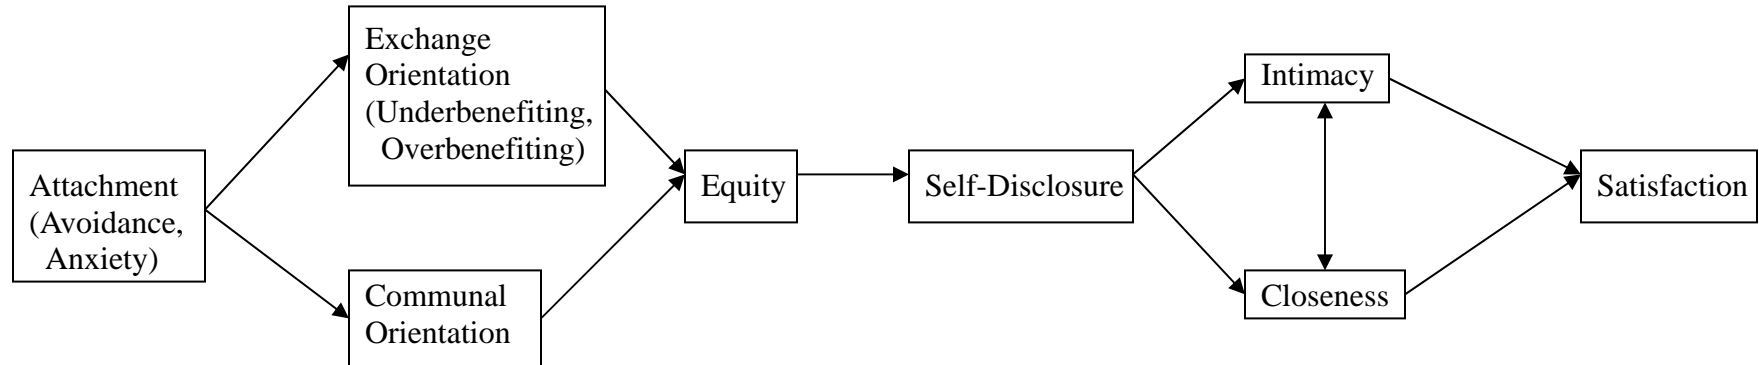 Attachment
(Avoidance,
Anxiety)
Exchange
Orientation
(Underbenefiting,
Overbenefiting)
Communal
Orientation
Equity
Self-Disclosure
Intimacy
Closeness
Satisfaction